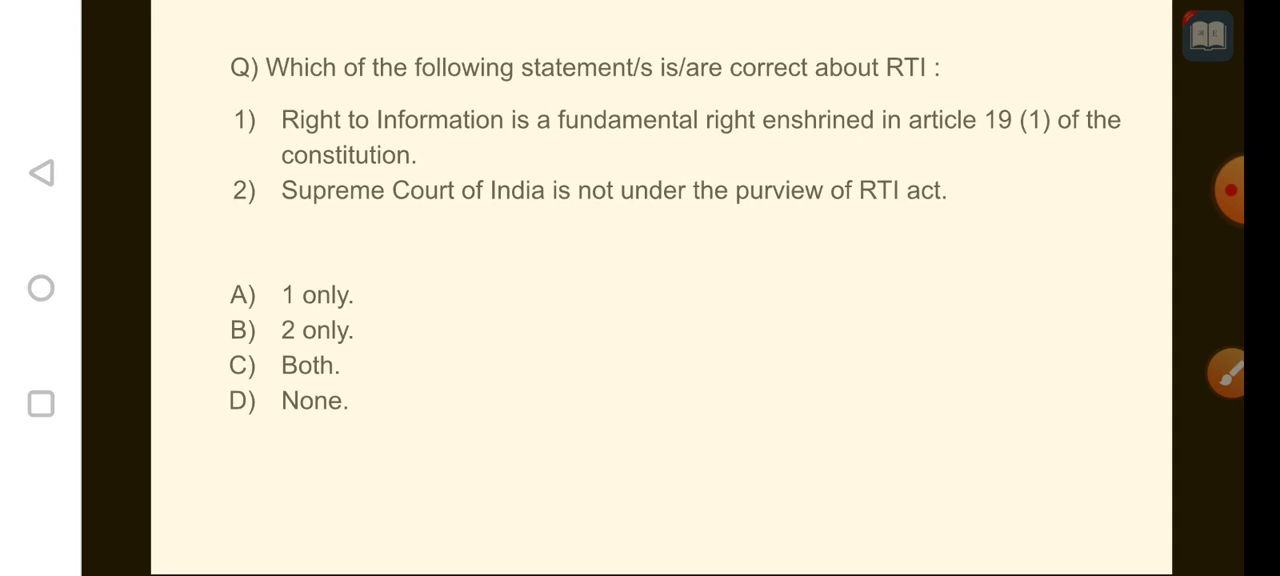 Q) Which of the following statement/s is/are correct about RTI :
1) Right to Information is a fundamental right enshrined in article 19 (1) of the
constitution.
2) Supreme Court of India is not under the purview of RTI act.
A) 1 only.
B) 2 only.
C) Both.
D) None.